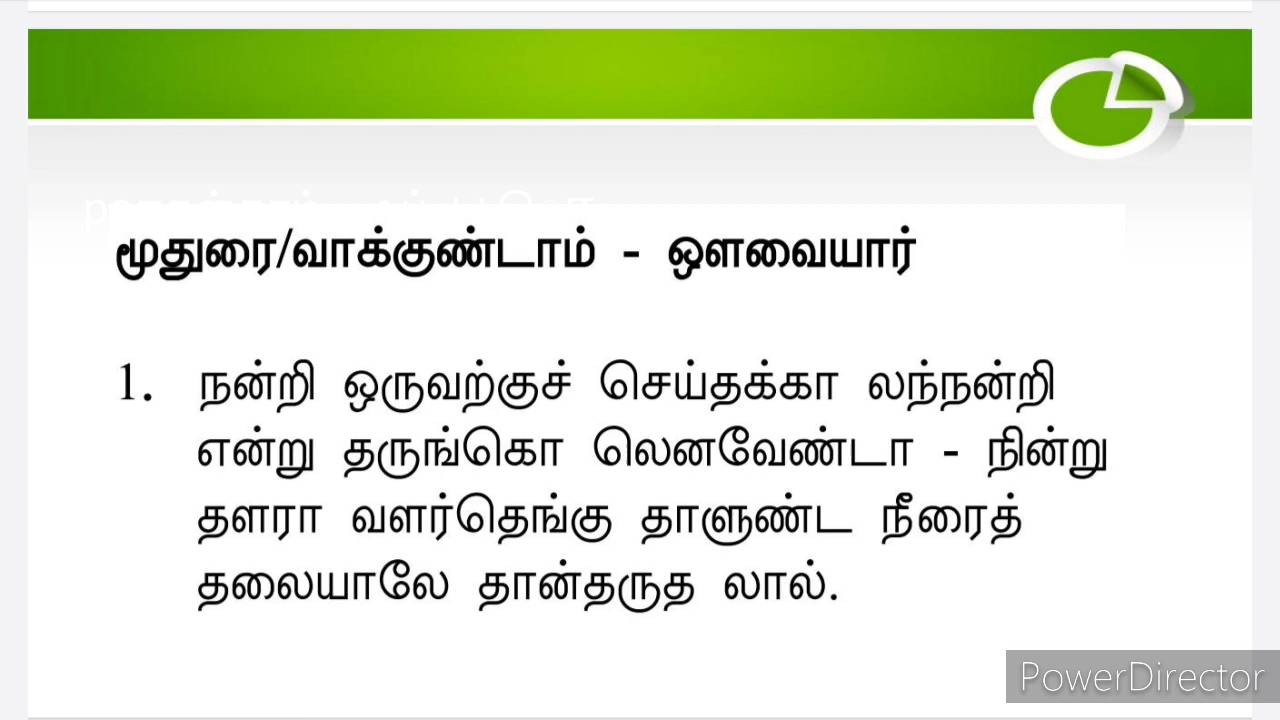 மூதுரை/வாக்குண்டாம் - ஔவையார்
1. நன்றி ஒருவற்குச் செய்தக்கா லந்நன்றி
என்று தருங்கொ லெனவேண்டா - நின்று
தளரா வளர்தெங்கு தாளுண்ட நீரைத்
தலையாலே தான்தருத லால்.
PowerDirector